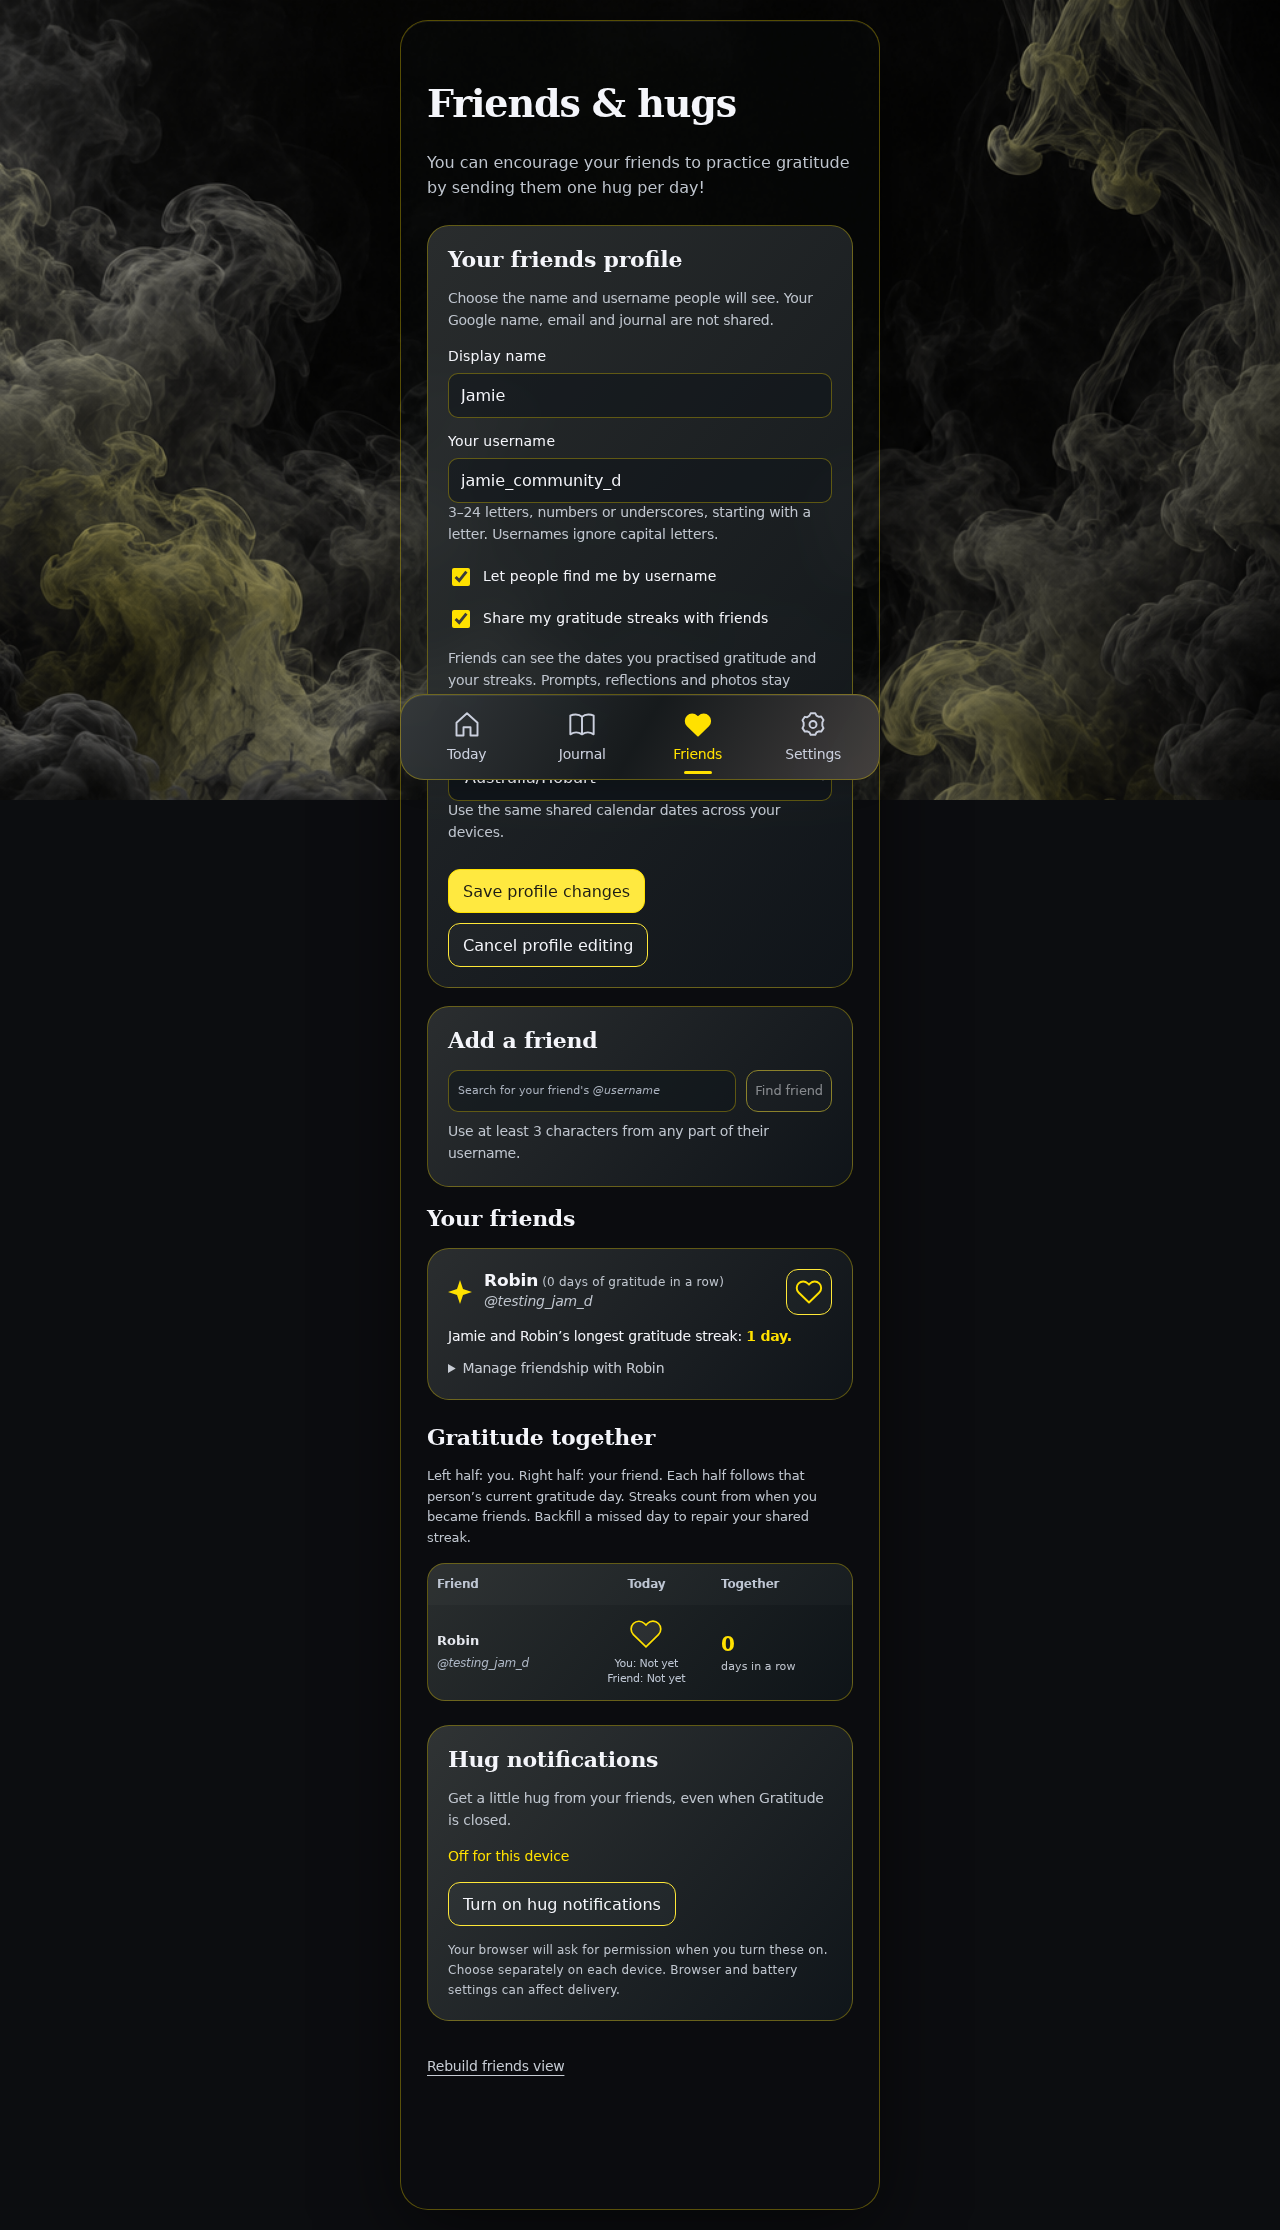 Friends & hugs
You can encourage your friends to practice gratitude
by sending them one hug per day!
Your friends profile
Choose the name and username people will see. Your
Google name, email and journal are not shared.
Display name
Jamie
Your username
jamie_community_d
3–24 letters, numbers or underscores, starting with a
letter. Usernames ignore capital letters.
Let people find me by username
Share my gratitude streaks with friends
Friends can see the dates you practised gratitude and
your streaks. Prompts, reflections and photos stay
Today
Journal
Friends
Settings
Australia/Hobart
Use the same shared calendar dates across your
devices.
Save profile changes
Cancel profile editing
Add a friend
Search for your friend's @username
Find friend
Use at least 3 characters from any part of their
username.
Your friends
Robin (0 days of gratitude in a row)
@testing_jam_d
Jamie and Robin’s longest gratitude streak: 1 day.
Manage friendship with Robin
Gratitude together
Left half: you. Right half: your friend. Each half follows that
person’s current gratitude day. Streaks count from when you
became friends. Backfill a missed day to repair your shared
streak.
Friend Today Together
Robin
@testing_jam_d
You: Not yet
Friend: Not yet
0
days in a row
Hug notifications
Get a little hug from your friends, even when Gratitude
is closed.
Off for this device
Turn on hug notifications
Your browser will ask for permission when you turn these on.
Choose separately on each device. Browser and battery
settings can affect delivery.
Rebuild friends view